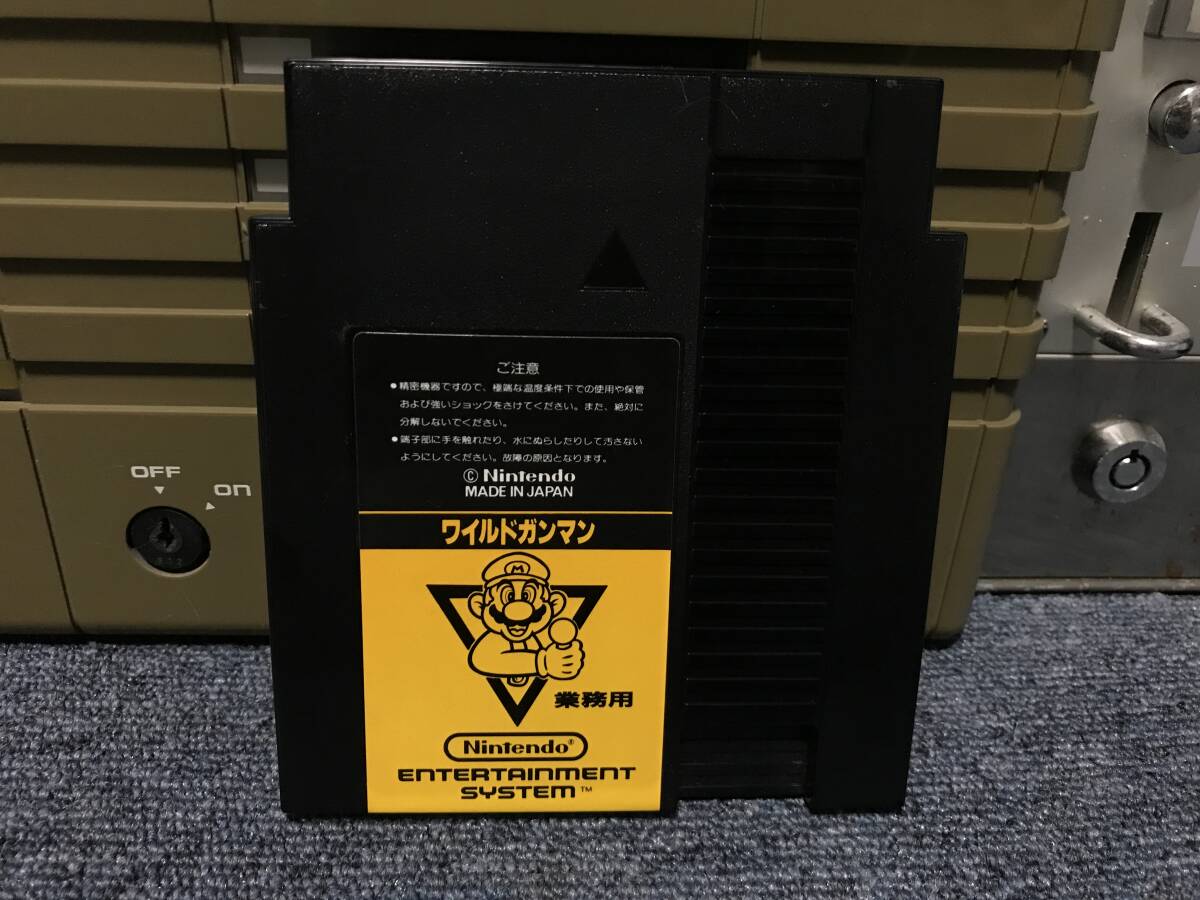 OFF
ON
ご注意
●精密機器ですので、極端な温度条件下での使用や保管
および強いショックをさけてください。また、絶対に
分解しないでください。
●端子部に手を触れたり、水にぬらしたりして汚さない
ようにしてください。故障の原因となります。
© Nintendo
MADE IN JAPAN
ワイルドガンマン
M
業務用
Nintendo®
ENTERTAINMENT
SYSTEM™